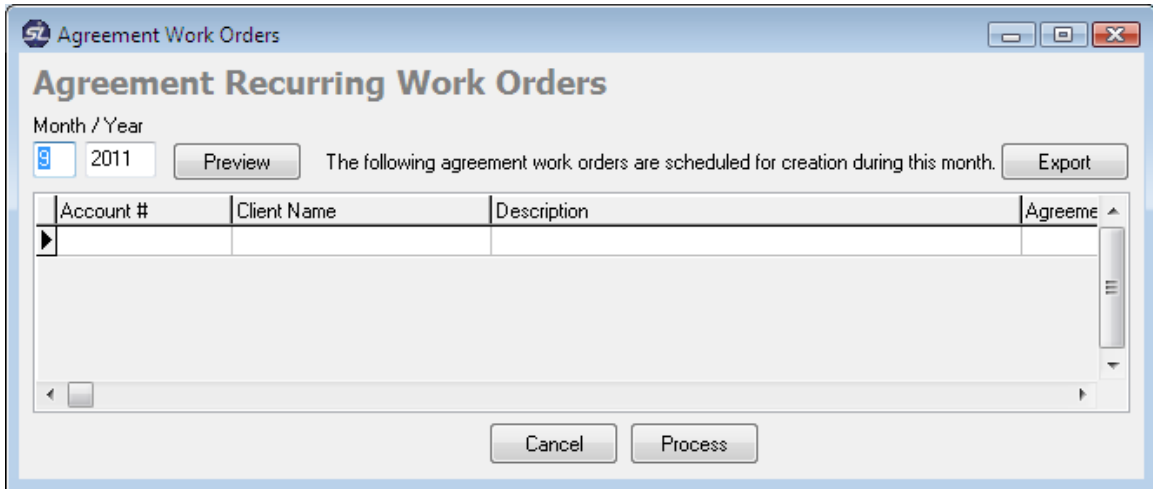 SL Agreement Work Orders
Agreement Recurring Work Orders
Month / Year
9 2011 Preview The following agreement work orders are scheduled for creation during this month. Export
Account # Client Name Description Agreeme
Cancel Process